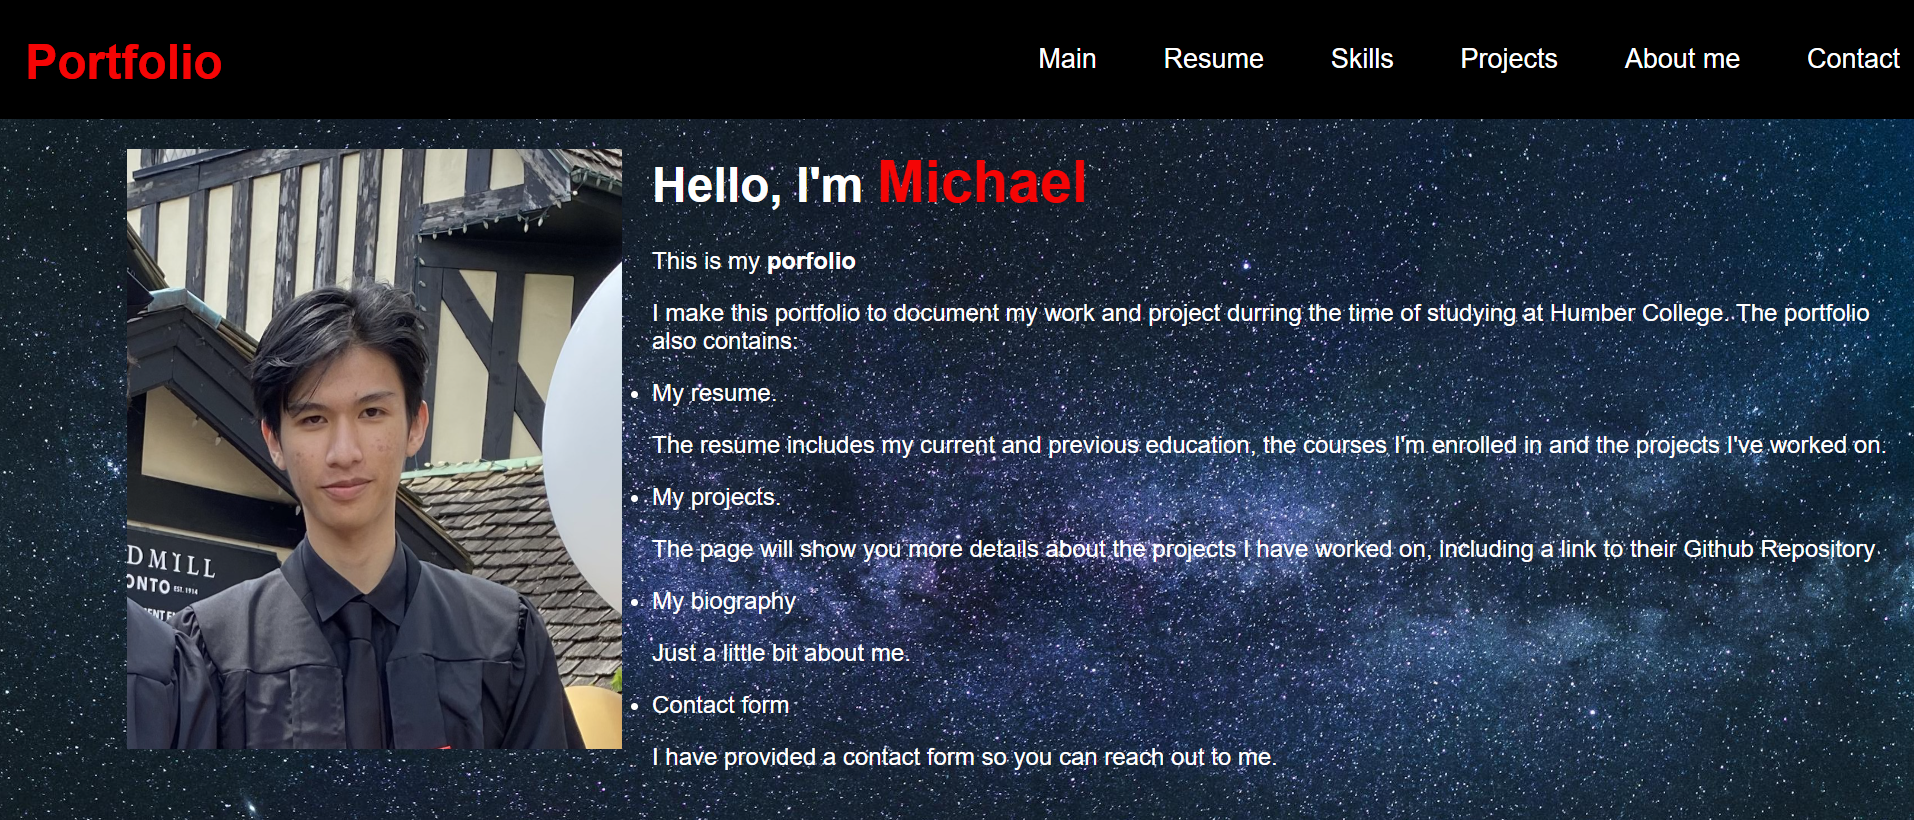 Portfolio
Main Resume Skills Projects About me Contact
Hello, I'm Michael
This is my porfolio
I make this portfolio to document my work and project durring the time of studying at Humber College. The portfolio
also contains:
My resume.
The resume includes my current and previous education, the courses I'm enrolled in and the projects I've worked on.
My projects.
The page will show you more details about the projects I have worked on, including a link to their Github Repository
My biography
Just a little bit about me.
Contact form
I have provided a contact form so you can reach out to me.
DMILL
ONTO EST. 1914